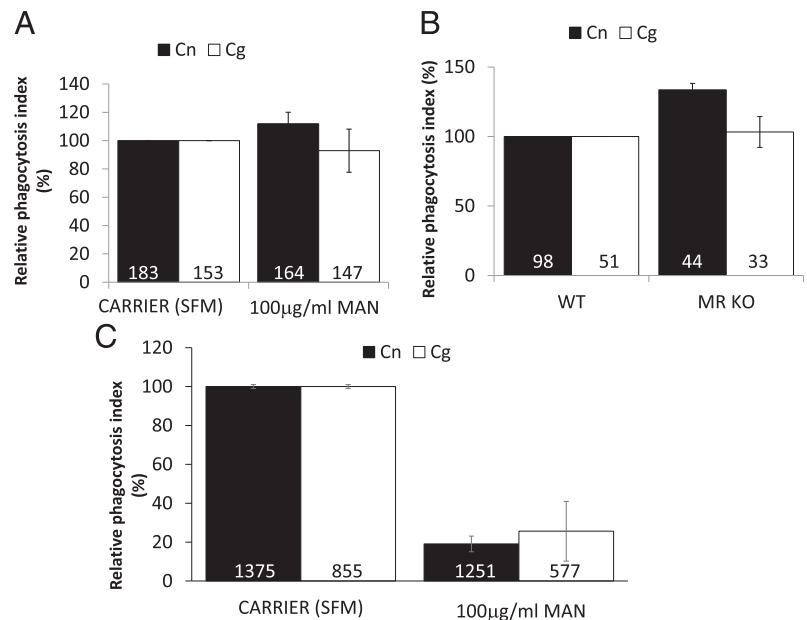 A
Cn Cg
Relative phagocytosis index
(%)
140
120
100
80
60
40
20
0
183 153 164 147
CARRIER (SFM) 100μg/ml MAN
B
Cn Cg
Relative phagocytosis index (%)
150
100
50
0
98 51 44 33
WT MR KO
C
Cn Cg
Relative phagocytosis index
(%)
120
100
80
60
40
20
0
1375 855 1251 577
CARRIER (SFM) 100μg/ml MAN